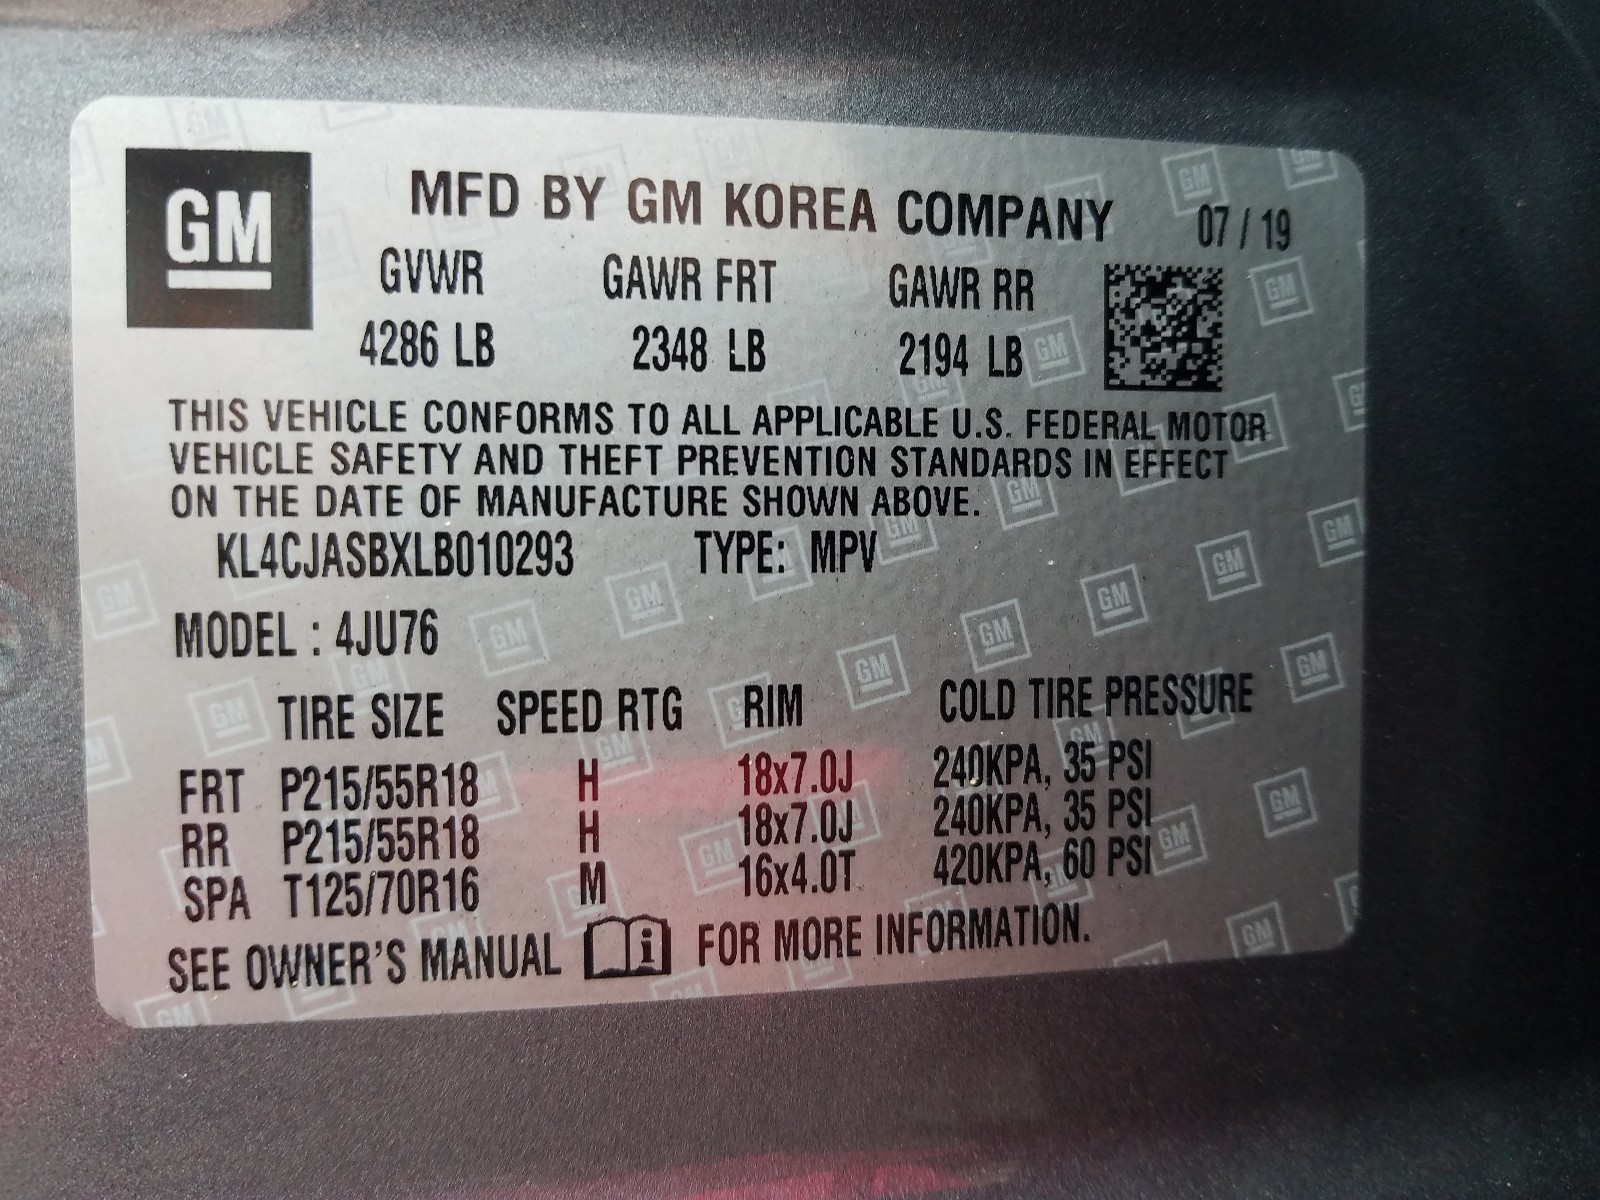 GM
MFD BY GM KOREA COMPANY 07 / 19
GVWR GAWR FRT GAWR RR
4286 LB 2348 LB 2194 LB
THIS VEHICLE CONFORMS TO ALL APPLICABLE U.S. FEDERAL MOTOR
VEHICLE SAFETY AND THEFT PREVENTION STANDARDS IN EFFECT
ON THE DATE OF MANUFACTURE SHOWN ABOVE.
KL4CJASBXLB010293 TYPE: MPV
MODEL : 4JU76
TIRE SIZE SPEED RTG RIM COLD TIRE PRESSURE
FRT P215/55R18 H 18x7.0J 240KPA, 35 PSI
RR P215/55R18 H 18x7.0J 240KPA, 35 PSI
SPA T125/70R16 M 16x4.0T 420KPA, 60 PSI
SEE OWNER'S MANUAL i FOR MORE INFORMATION.